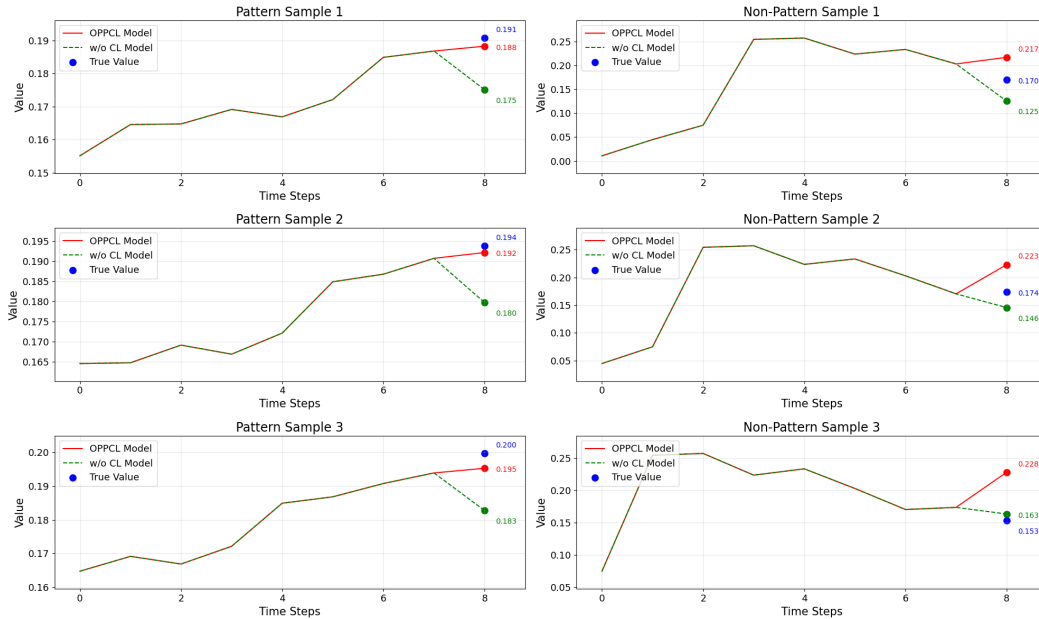 Pattern Sample 1
OPPCL Model
w/o CL Model
True Value
0.191
0.188
0.175
0.19
0.18
0.17
0.16
0.15
Value
0 2 4 6 8
Time Steps
Non-Pattern Sample 1
OPPCL Model
w/o CL Model
True Value
0.217
0.170
0.125
0.25
0.20
0.15
0.10
0.05
0.00
Value
0 2 4 6 8
Time Steps
Pattern Sample 2
OPPCL Model
w/o CL Model
True Value
0.194
0.192
0.180
0.195
0.190
0.185
0.180
0.175
0.170
0.165
Value
0 2 4 6 8
Time Steps
Non-Pattern Sample 2
OPPCL Model
w/o CL Model
True Value
0.223
0.174
0.146
0.25
0.20
0.15
0.10
0.05
Value
0 2 4 6 8
Time Steps
Pattern Sample 3
OPPCL Model
w/o CL Model
True Value
0.200
0.195
0.183
0.20
0.19
0.18
0.17
0.16
Value
0 2 4 6 8
Time Steps
Non-Pattern Sample 3
OPPCL Model
w/o CL Model
True Value
0.228
0.163
0.153
0.25
0.20
0.15
0.10
0.05
Value
0 2 4 6 8
Time Steps